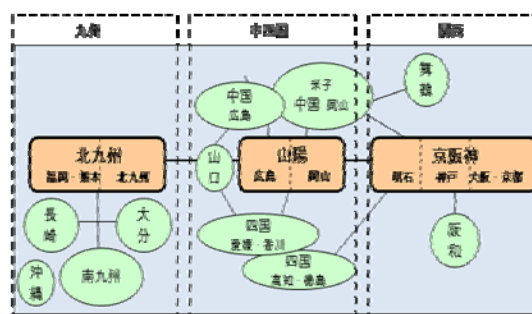 九州
中四国
関西
舞鶴
米子
中国 岡山
中国
広島
北九州
福岡・熊本 北九州
山口
山陽
広島 岡山
京阪神
明石 神戸 大阪・京都
長崎
大分
四国
愛媛・香川
阪和
沖縄
南九州
四国
高知・徳島